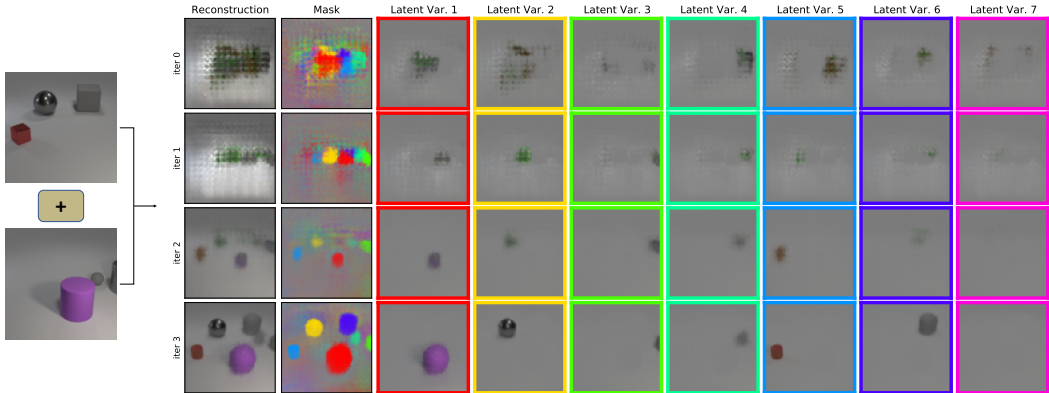 Reconstruction Mask Latent Var. 1 Latent Var. 2 Latent Var. 3 Latent Var. 4 Latent Var. 5 Latent Var. 6 Latent Var. 7
iter 0
iter 1
+
iter 2
iter 3